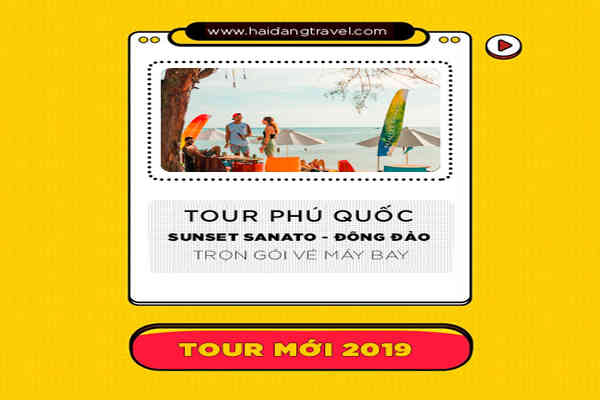 www.haidangtravel.com
TOUR PHÚ QUỐC
SUNSET SANATO - ĐÔNG ĐẢO
TRỌN GÓI VÉ MÁY BAY
TOUR MỚI 2019